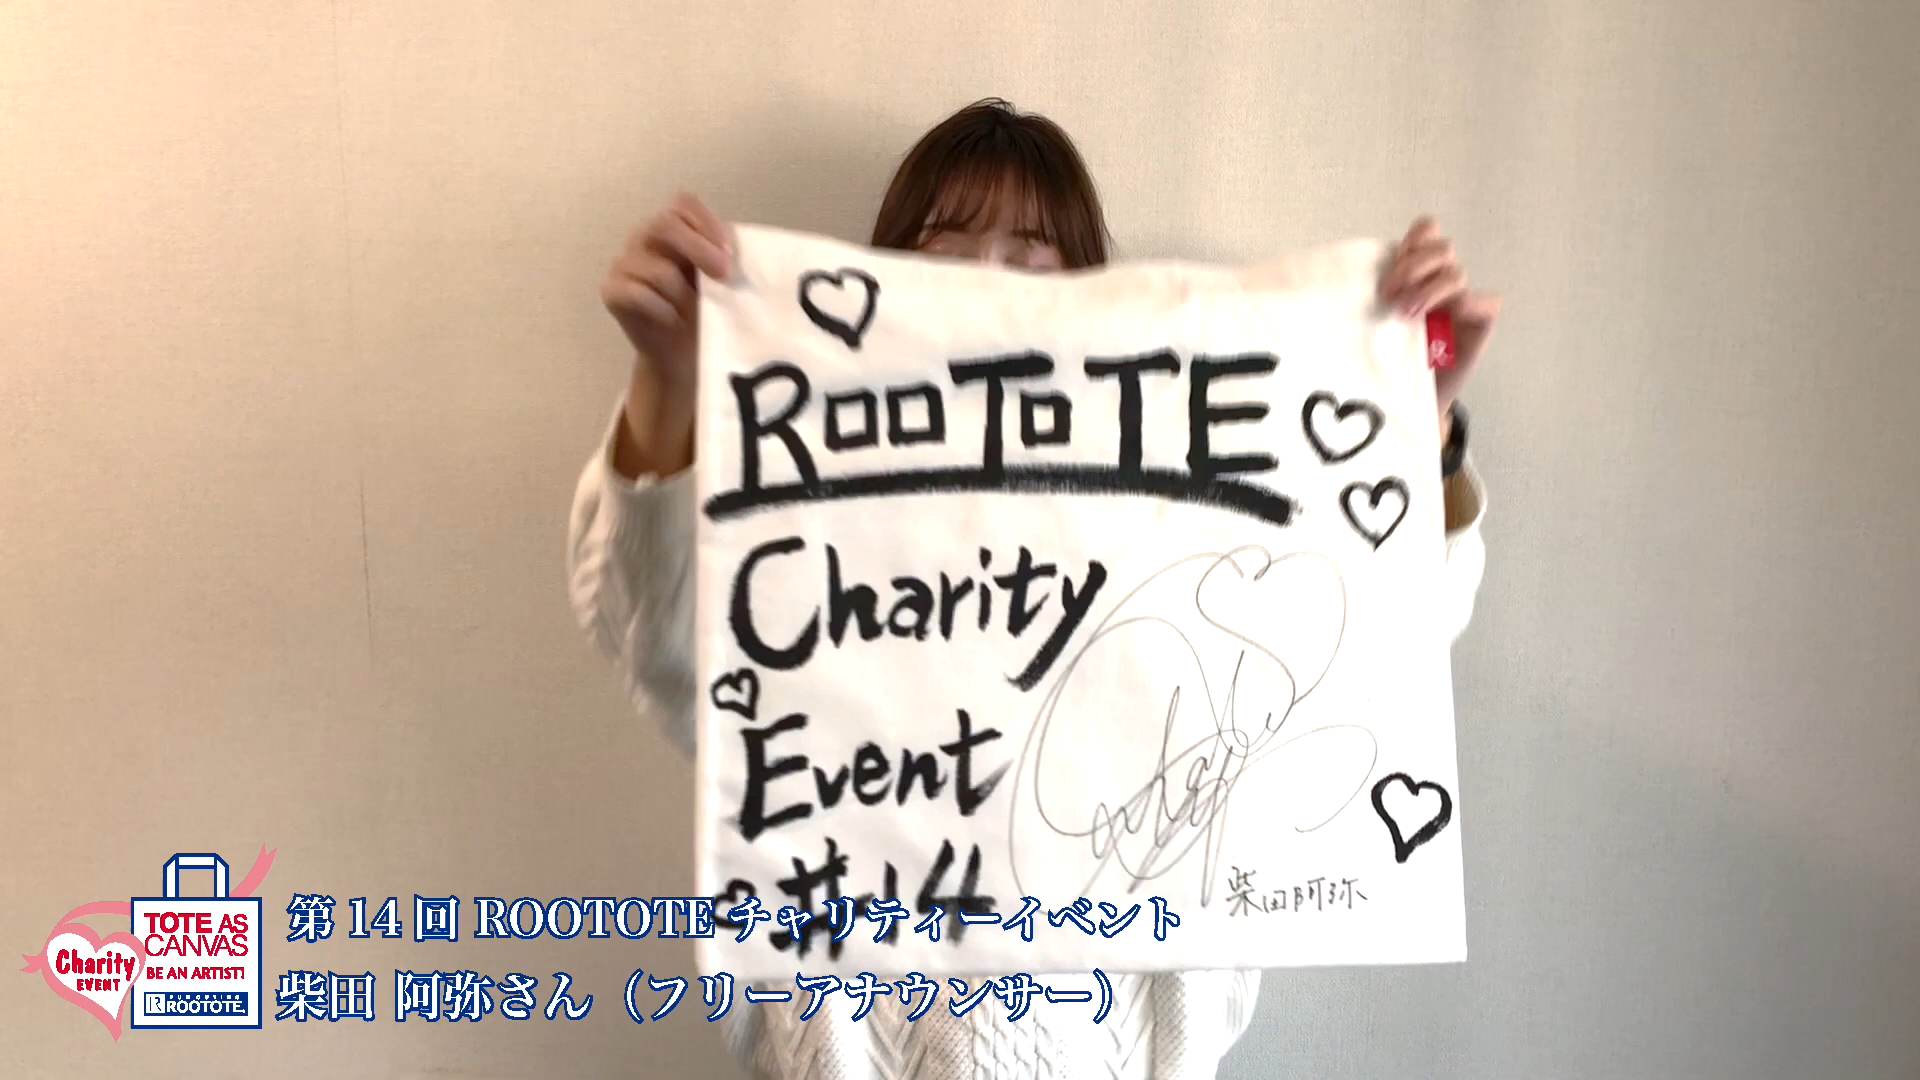 ROOTOTE
Charity
Event
#14
柴田阿弥
TOTE AS
CANVAS
BE AN ARTIST!
Charity
EVENT
ROOTOTE.
第14回 ROOTOTE チャリティーイベント
柴田 阿弥さん（フリーアナウンサー）